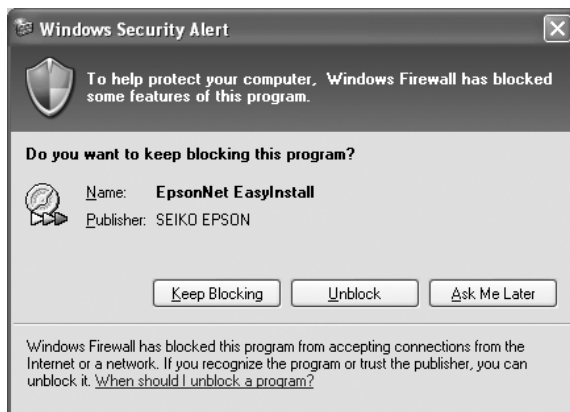 Windows Security Alert
To help protect your computer, Windows Firewall has blocked
some features of this program.
Do you want to keep blocking this program?
Name: EpsonNet EasyInstall
Publisher: SEIKO EPSON
Keep Blocking Unblock Ask Me Later
Windows Firewall has blocked this program from accepting connections from the
Internet or a network. If you recognize the program or trust the publisher, you can
unblock it. When should I unblock a program?